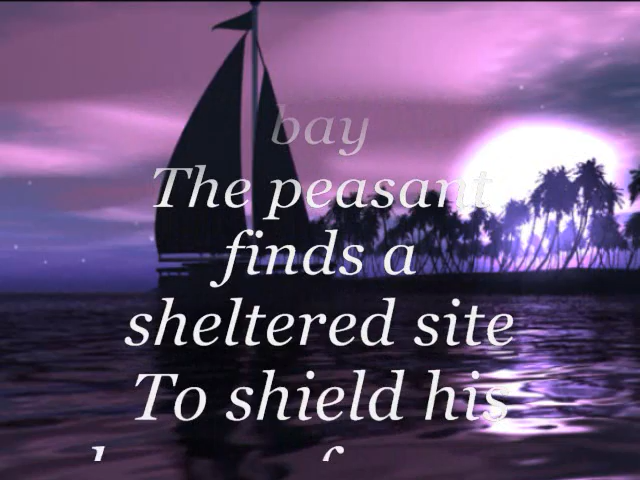 bay
The peasant
finds a
sheltered site
To shield his